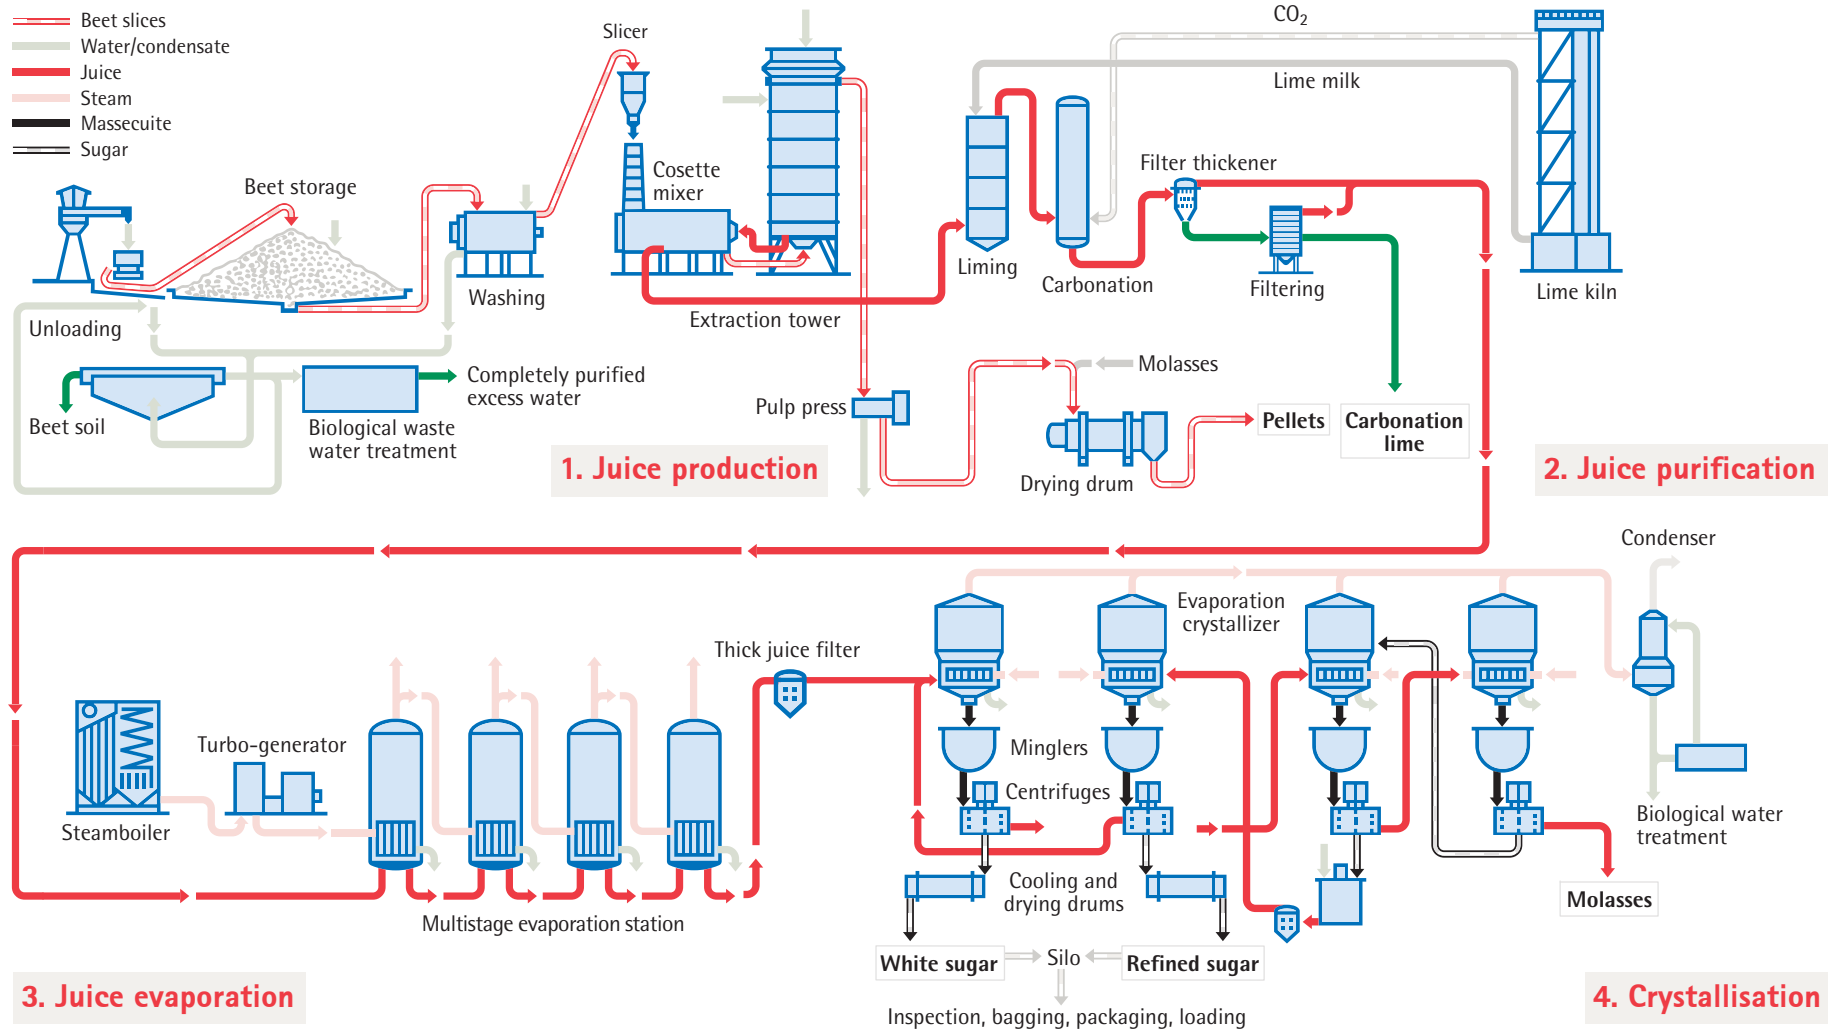 Beet slices
Water/condensate
Juice
Steam
Massecuite
Sugar
Slicer
CO₂
Lime milk
Beet storage
Cosette
mixer
Filter thickener
Unloading
Washing
Extraction tower
Liming
Carbonation
Filtering
Lime kiln
Beet soil
Completely purified
excess water
Biological waste
water treatment
Pulp press
Molasses
Drying drum
Pellets
Carbonation
lime
1. Juice production
2. Juice purification
Condenser
Evaporation
crystallizer
Thick juice filter
Turbo-generator
Steamboiler
Minglers
Centrifuges
Biological water
treatment
Multistage evaporation station
Cooling and
drying drums
Molasses
White sugar
Silo
Refined sugar
Inspection, bagging, packaging, loading
3. Juice evaporation
4. Crystallisation